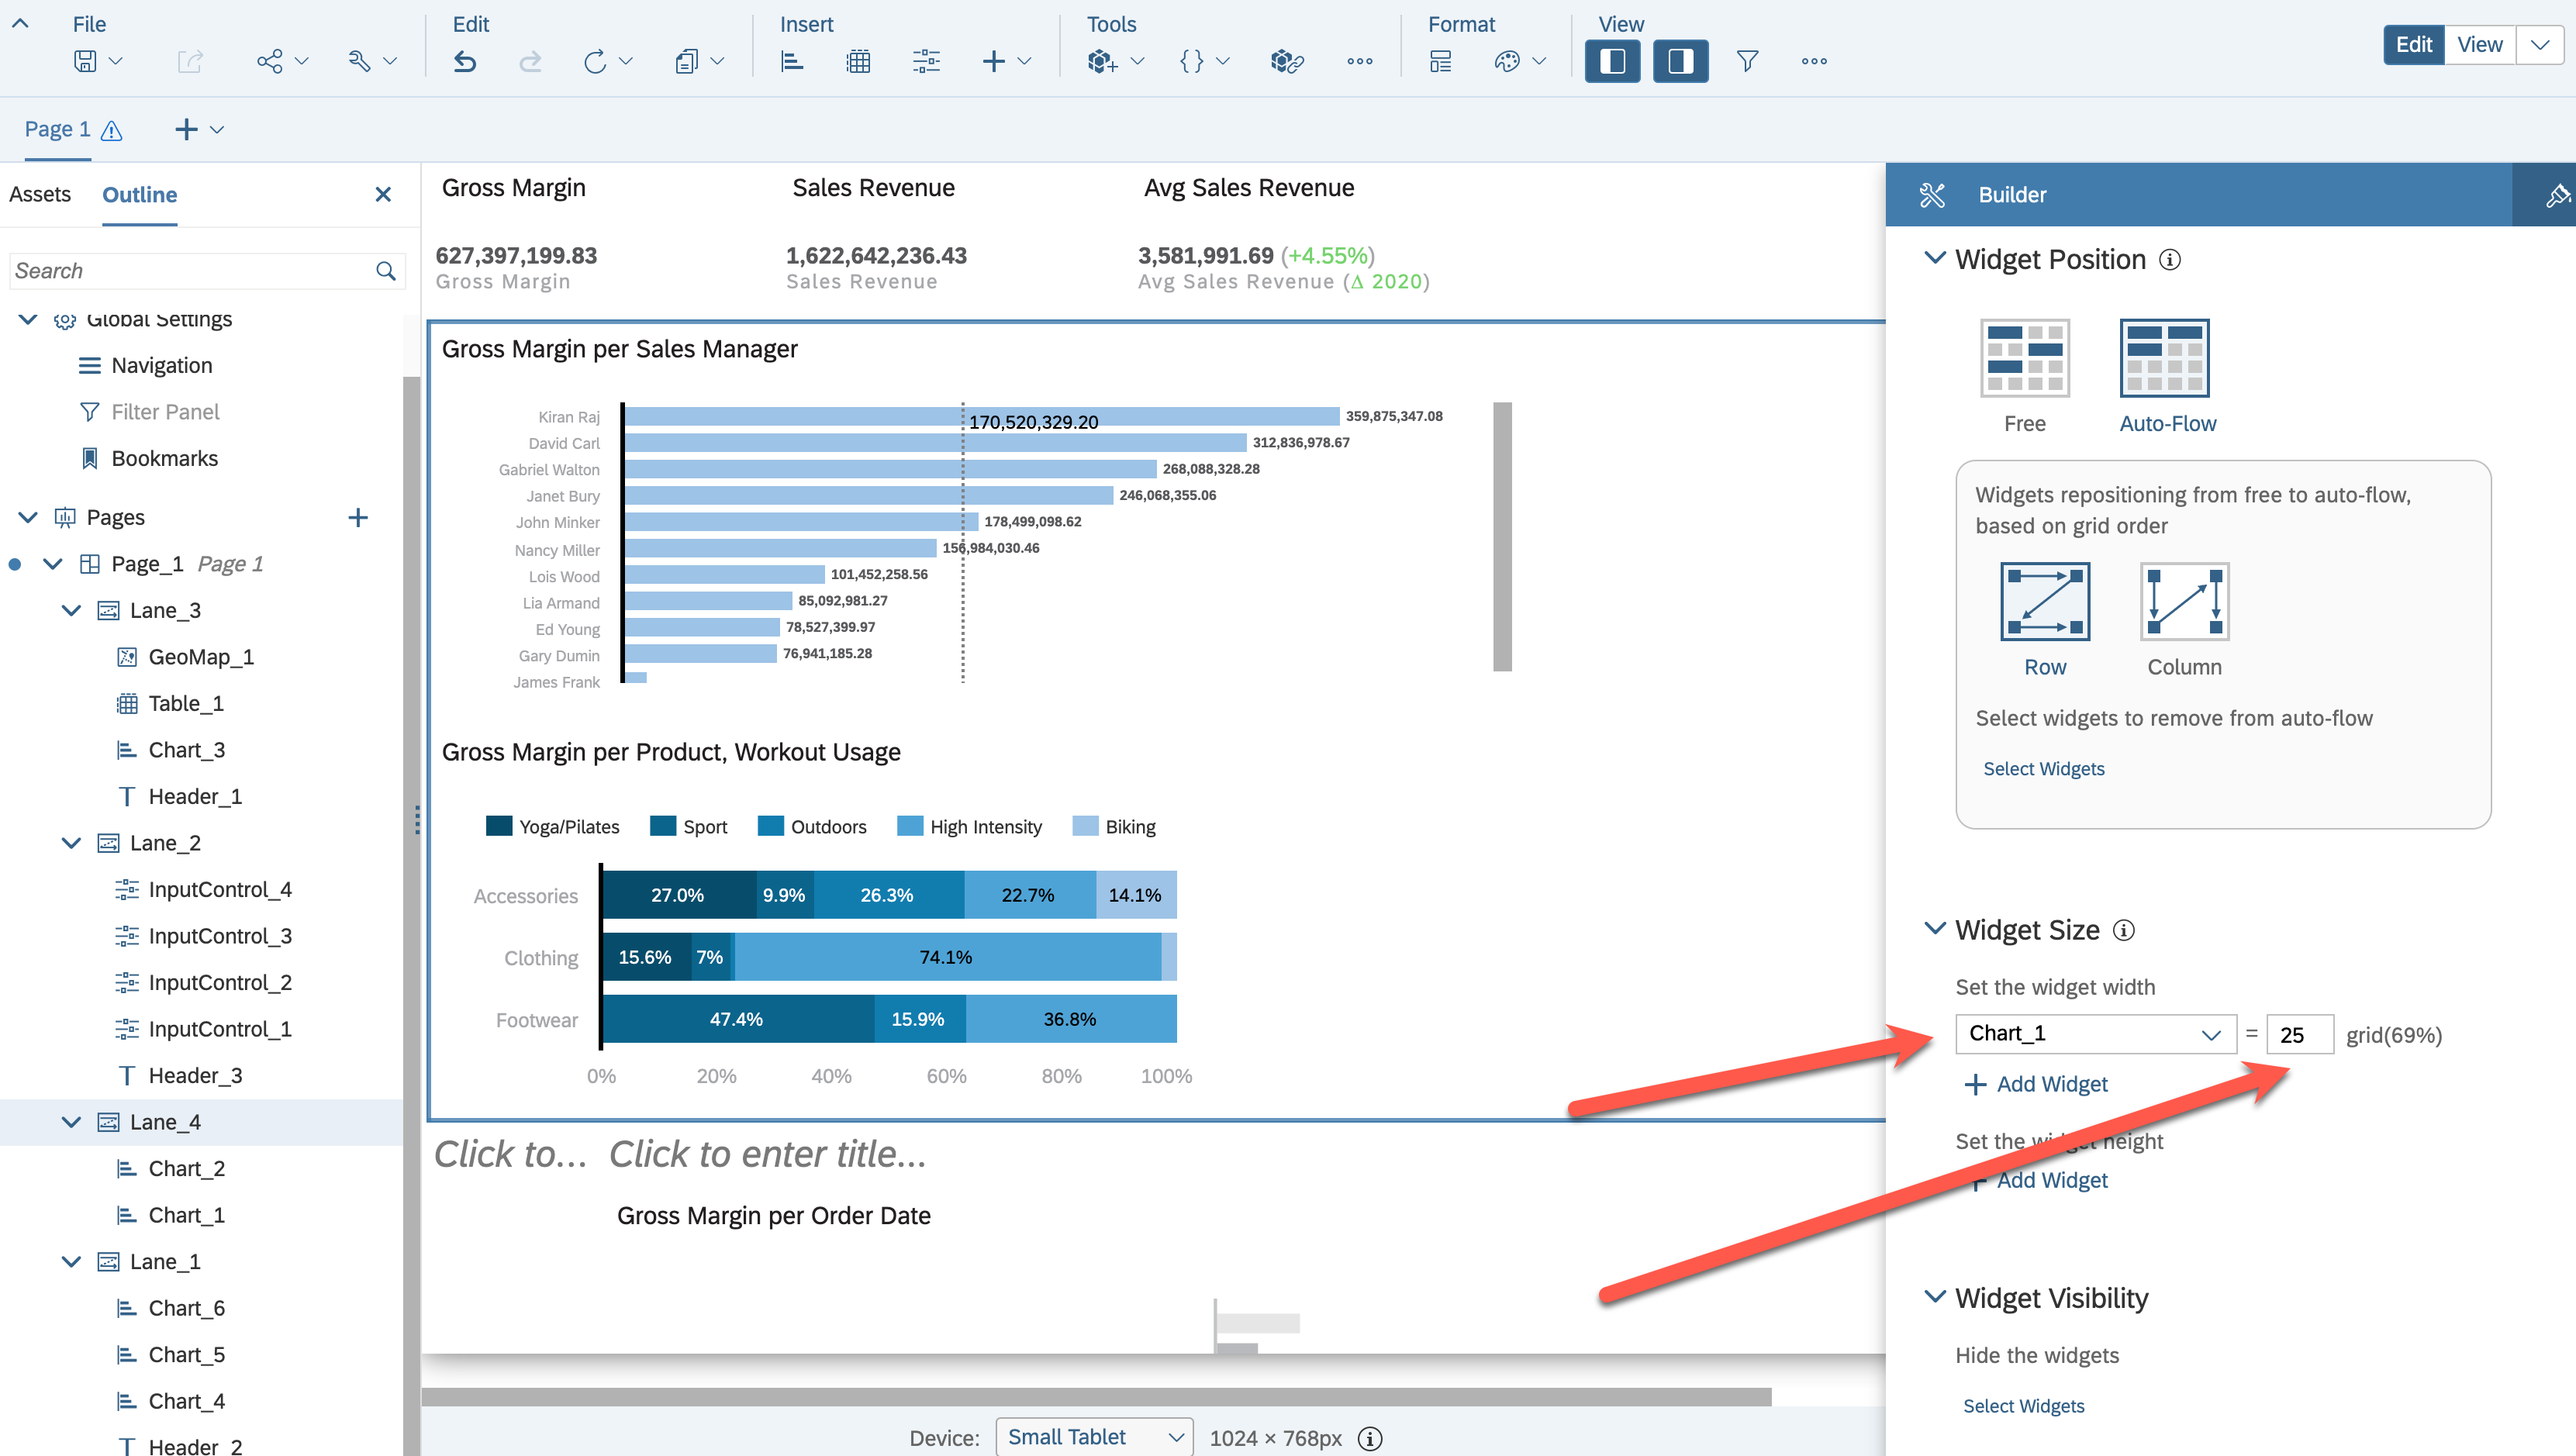 File
Edit
Insert
Tools
Format
View
Edit
View
Page 1
Assets
Outline
Search
Global Settings
Navigation
Filter Panel
Bookmarks
Pages
Page_1 Page 1
Lane_3
GeoMap_1
Table_1
Chart_3
Header_1
Lane_2
InputControl_4
InputControl_3
InputControl_2
InputControl_1
Header_3
Lane_4
Chart_2
Chart_1
Lane_1
Chart_6
Chart_5
Chart_4
Header_2
Gross Margin
627,397,199.83
Gross Margin
Sales Revenue
1,622,642,236.43
Sales Revenue
Avg Sales Revenue
3,581,991.69 (+4.55%)
Avg Sales Revenue (Δ 2020)
Gross Margin per Sales Manager
170,520,329.20
Kiran Raj 359,875,347.08
David Carl 312,836,978.67
Gabriel Walton 268,088,328.28
Janet Bury 246,068,355.06
John Minker 178,499,098.62
Nancy Miller 156,984,030.46
Lois Wood 101,452,258.56
Lia Armand 85,092,981.27
Ed Young 78,527,399.97
Gary Dumin 76,941,185.28
James Frank
Gross Margin per Product, Workout Usage
Yoga/Pilates Sport Outdoors High Intensity Biking
Accessories 27.0% 9.9% 26.3% 22.7% 14.1%
Clothing 15.6% 7% 74.1%
Footwear 47.4% 15.9% 36.8%
0% 20% 40% 60% 80% 100%
Click to... Click to enter title...
Gross Margin per Order Date
Device: Small Tablet 1024 × 768px
Builder
Widget Position
Free
Auto-Flow
Widgets repositioning from free to auto-flow,
based on grid order
Row
Column
Select widgets to remove from auto-flow
Select Widgets
Widget Size
Set the widget width
Chart_1 = 25 grid(69%)
+ Add Widget
Set the widget height
+ Add Widget
Widget Visibility
Hide the widgets
Select Widgets